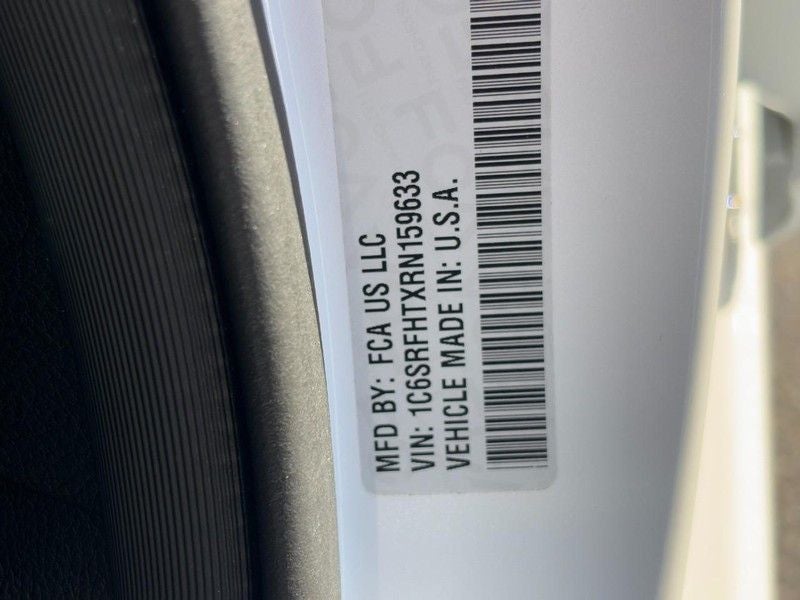 MFD BY: FCA US LLC
VIN: 1C6SRFHTXRN159633
VEHICLE MADE IN: U.S.A.